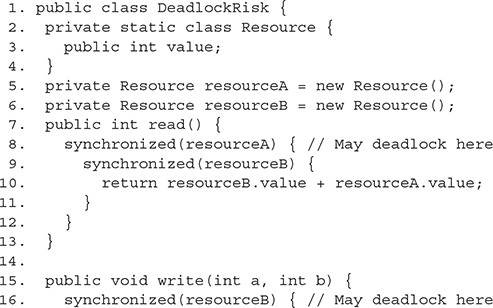 1. public class DeadlockRisk {
2.   private static class Resource {
3.     public int value;
4.   }
5.   private Resource resourceA = new Resource();
6.   private Resource resourceB = new Resource();
7.   public int read() {
8.     synchronized(resourceA) { // May deadlock here
9.       synchronized(resourceB) {
10.         return resourceB.value + resourceA.value;
11.       }
12.     }
13.   }
14.
15.   public void write(int a, int b) {
16.     synchronized(resourceB) { // May deadlock here